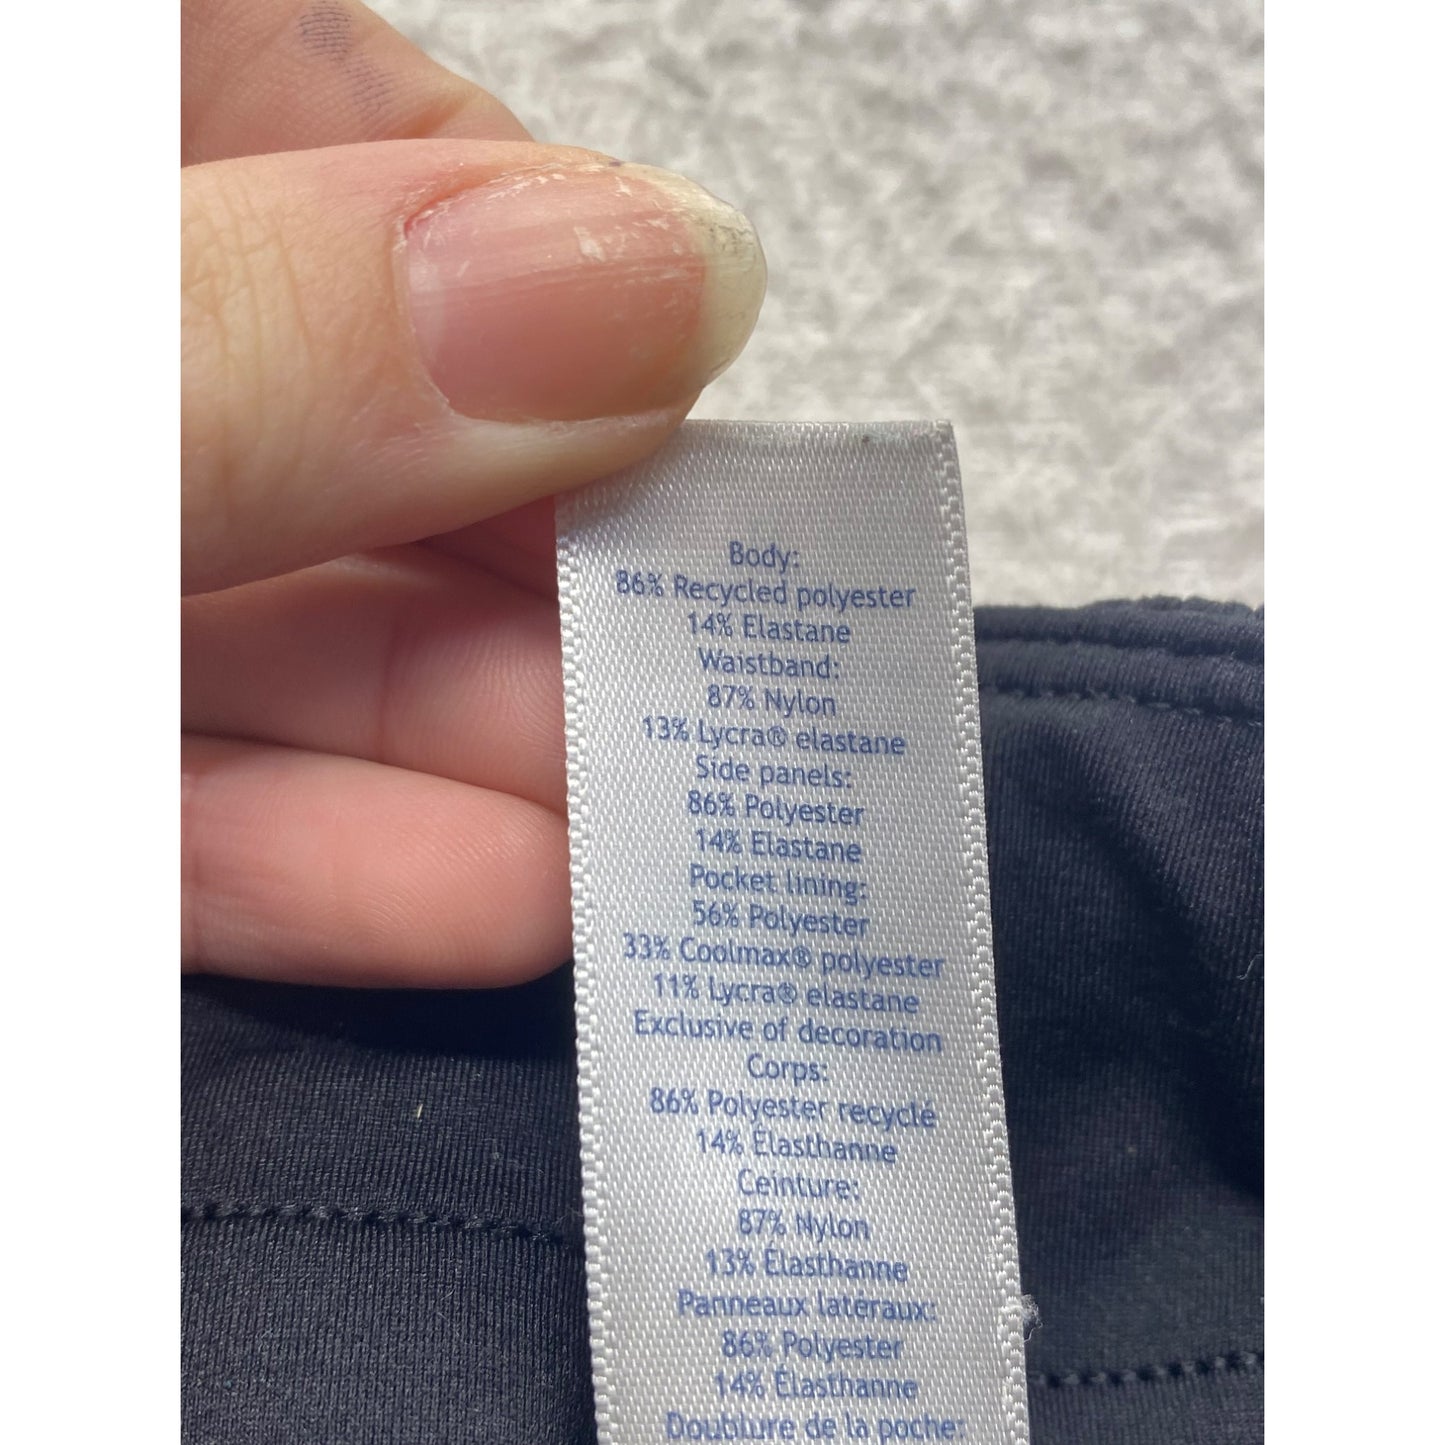 Body:
86% Recycled polyester
14% Elastane
Waistband:
87% Nylon
13% Lycra® elastane
Side panels:
86% Polyester
14% Elastane
Pocket lining:
56% Polyester
33% Coolmax® polyester
11% Lycra® elastane
Exclusive of decoration
Corps:
86% Polyester recyclé
14% Élasthanne
Ceinture:
87% Nylon
13% Élasthanne
Panneaux latéraux:
86% Polyester
14% Élasthanne
Doublure de la poche: